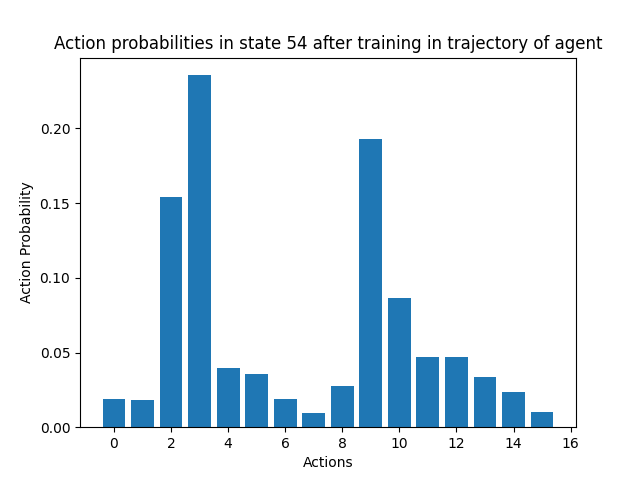 Action probabilities in state 54 after training in trajectory of agent
Action Probability
0.20
0.15
0.10
0.05
0.00
0 2 4 6 8 10 12 14 16
Actions